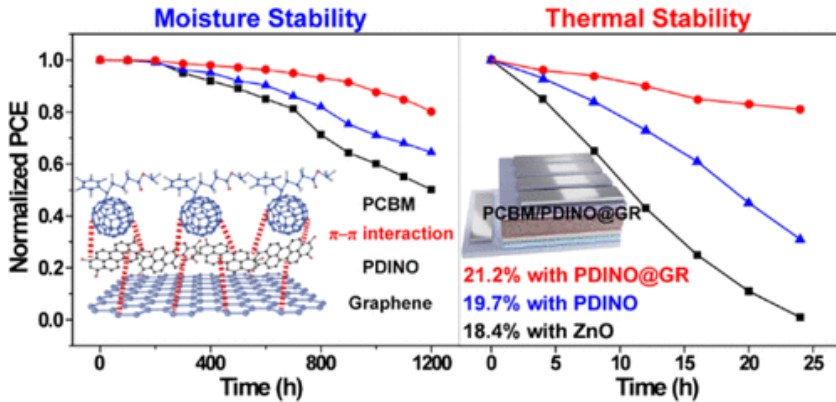 Moisture Stability
Thermal Stability
Normalized PCE
1.0
0.8
0.6
0.4
0.2
0.0
PCBM
π–π interaction
PDINO
Graphene
0
400
800
1200
Time (h)
PCBM/PDINO@GR
21.2% with PDINO@GR
19.7% with PDINO
18.4% with ZnO
0
5
10
15
20
25
Time (h)